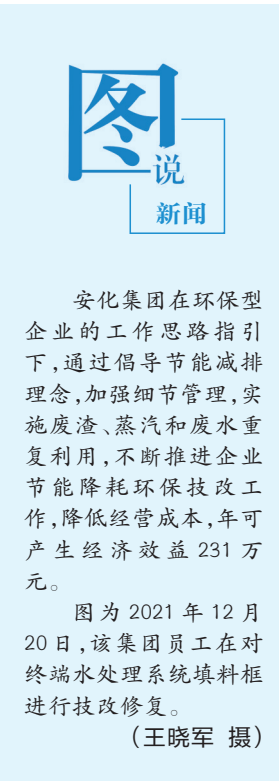 图
说
新闻
安化集团在环保型
企业的工作思路指引
下,通过倡导节能减排
理念,加强细节管理,实
施废渣、蒸汽和废水重
复利用,不断推进企业
节能降耗环保技改工
作,降低经营成本,年可
产生经济效益231万
元。
图为2021年12月
20日,该集团员工在对
终端水处理系统填料框
进行技改修复。
(王晓军 摄)